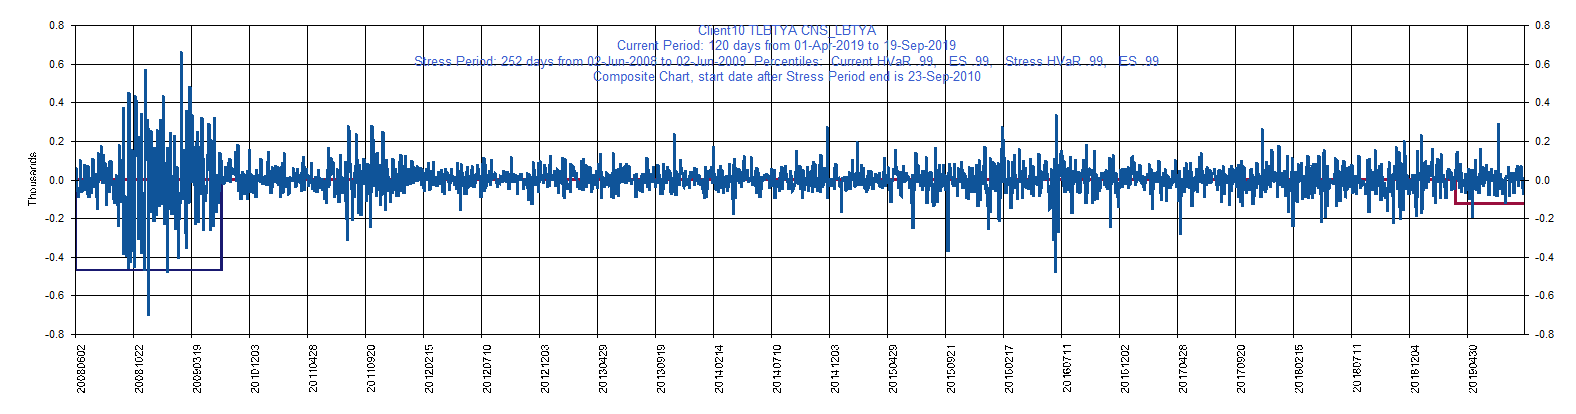 Client10 TLBTYA CNS_LBTYA
Current Period: 120 days from 01-Apr-2019 to 19-Sep-2019
Stress Period: 252 days from 02-Jun-2008 to 02-Jun-2009 Percentiles: Current HVaR .99, ES .99, Stress HVaR .99, ES .99
Composite Chart, start date after Stress Period end is 23-Sep-2010
0.8 0.8
0.6 0.6
0.4 0.4
0.2 0.2
0.0 0.0
-0.2 -0.2
-0.4 -0.4
-0.6 -0.6
-0.8 -0.8
Thousands
20080602 20081022 20090319 20101203 20110428 20110920 20120215 20120710 20121203 20130429 20130919 20140214 20140710 20141203 20150429 20150921 20160217 20160711 20161202 20170428 20170920 20180215 20180711 20181204 20190430